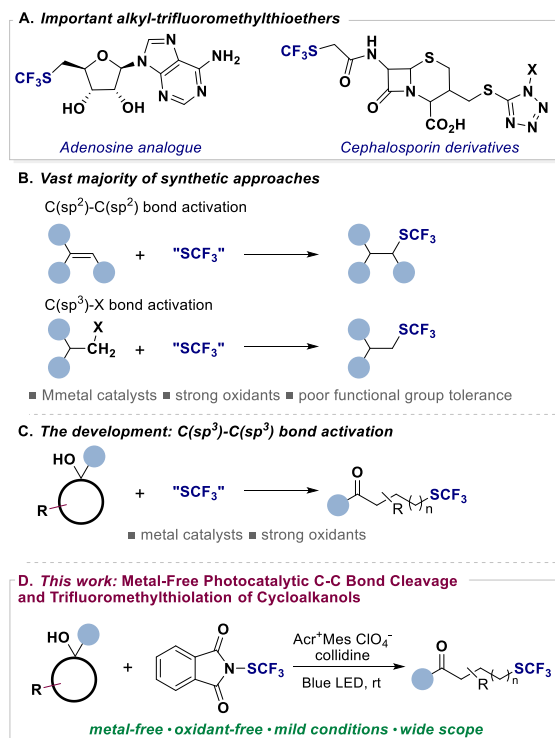 A. Important alkyl-trifluoromethylthioethers
CF3S
O
HO
OH
N
N
N
N
NH2
Adenosine analogue
CF3S
O
H
N
S
O
N
CO2H
S
X
N
N
N
N
Cephalosporin derivatives
B. Vast majority of synthetic approaches
C(sp²)-C(sp²) bond activation
+ "SCF3" SCF3
C(sp³)-X bond activation
X
CH2 + "SCF3" SCF3
■ Mmetal catalysts ■ strong oxidants ■ poor functional group tolerance
C. The development: C(sp³)-C(sp³) bond activation
HO
R
+ "SCF3"
O
R
( )n
SCF3
■ metal catalysts ■ strong oxidants
D. This work: Metal-Free Photocatalytic C-C Bond Cleavage
and Trifluoromethylthiolation of Cycloalkanols
HO
R
+
O
N-SCF3
O
Acr⁺Mes ClO4⁻
collidine
Blue LED, rt
O
R
( )n
SCF3
metal-free · oxidant-free · mild conditions · wide scope